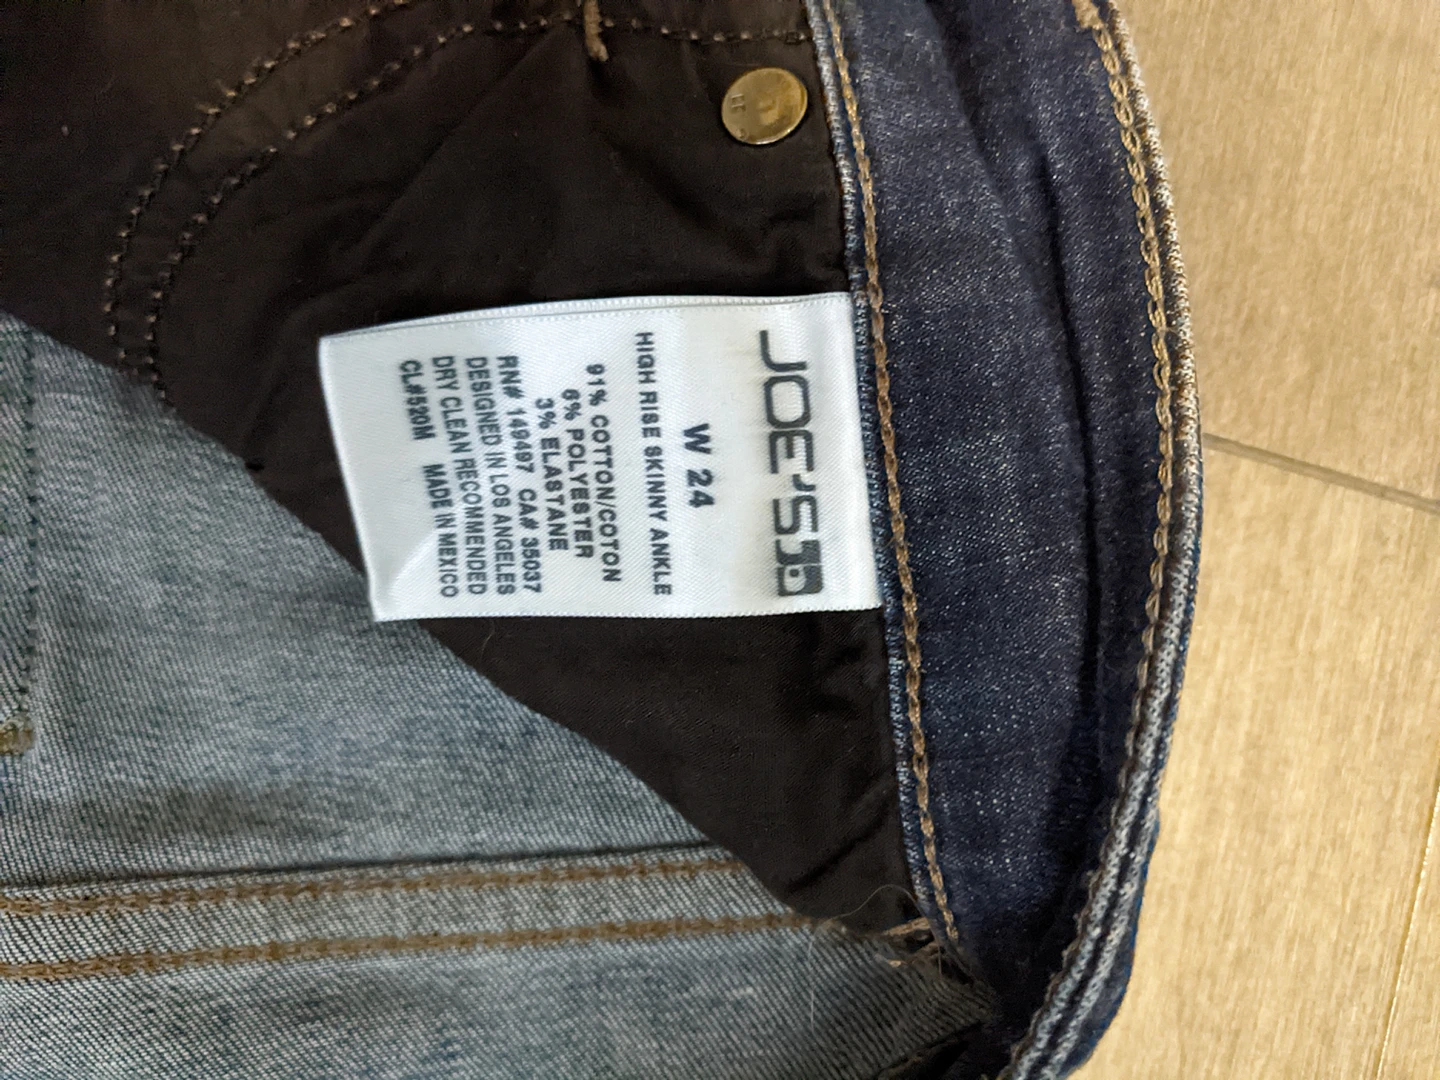 JOE'S
W 24
HIGH RISE SKINNY ANKLE
91% COTTON/COTON
6% POLYESTER
3% ELASTANE
RN# 149497 CA# 35037
DESIGNED IN LOS ANGELES
DRY CLEAN RECOMMENDED
CL#520M MADE IN MEXICO